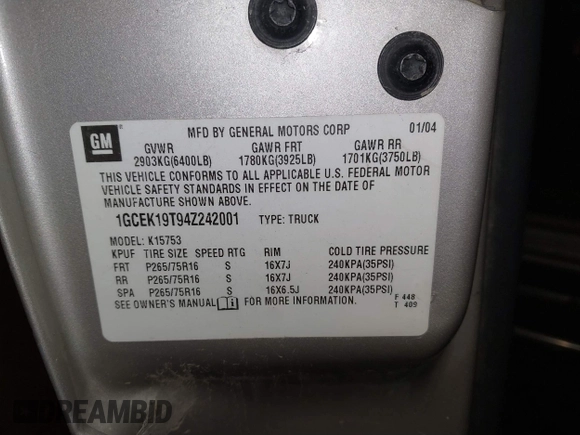 GM
MFD BY GENERAL MOTORS CORP 01/04
GVWR GAWR FRT GAWR RR
2903KG(6400LB) 1780KG(3925LB) 1701KG(3750LB)
THIS VEHICLE CONFORMS TO ALL APPLICABLE U.S. FEDERAL MOTOR
VEHICLE SAFETY STANDARDS IN EFFECT ON THE DATE OF
MANUFACTURE SHOWN ABOVE.
1GCEK19T94Z242001 TYPE: TRUCK
MODEL: K15753
KPUF TIRE SIZE SPEED RTG RIM COLD TIRE PRESSURE
FRT P265/75R16 S 16X7J 240KPA(35PSI)
RR P265/75R16 S 16X7J 240KPA(35PSI)
SPA P265/75R16 S 16X6.5J 240KPA(35PSI)
SEE OWNER'S MANUAL FOR MORE INFORMATION.
F 448
T 409
DREAMBID